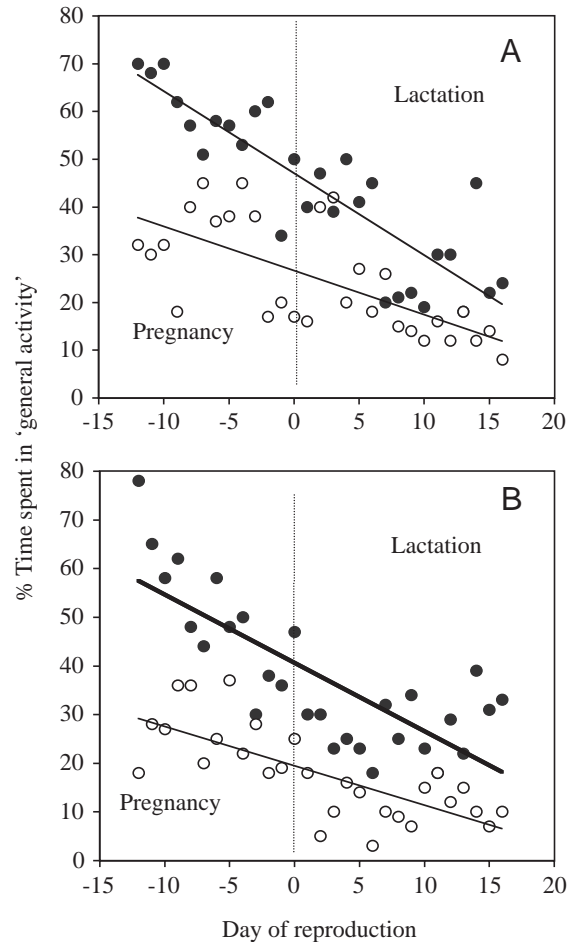 80
A
70
Lactation
60
50
40
30
20
Pregnancy
10
0
-15 -10 -5 0 5 10 15 20
% Time spent in ‘general activity’
80
B
70
Lactation
60
50
40
30
20
Pregnancy
10
0
-15 -10 -5 0 5 10 15 20
Day of reproduction